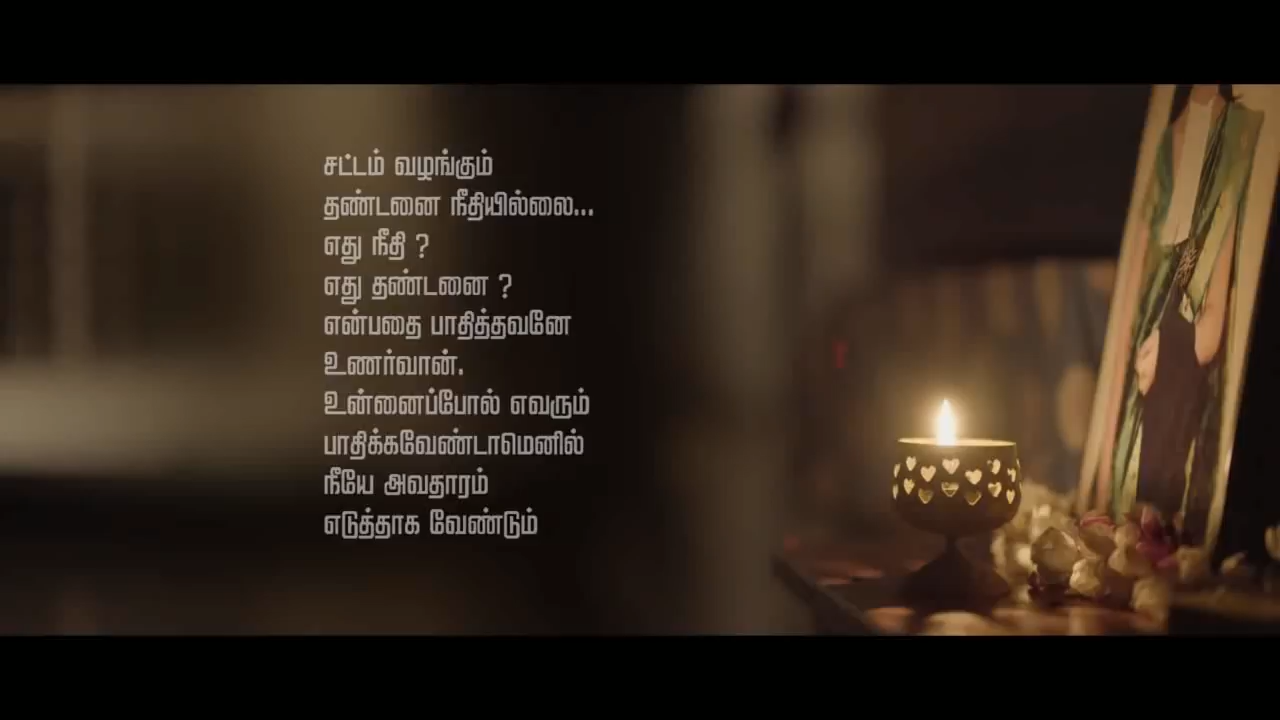 சட்டம் வழங்கும்
தண்டனை நீதியில்லை...
எது நீதி ?
எது தண்டனை ?
என்பதை பாதித்தவனே
உணர்வான்.
உன்னைப்போல் எவரும்
பாதிக்கவேண்டாமெனில்
நீயே அவதாரம்
எடுத்தாக வேண்டும்